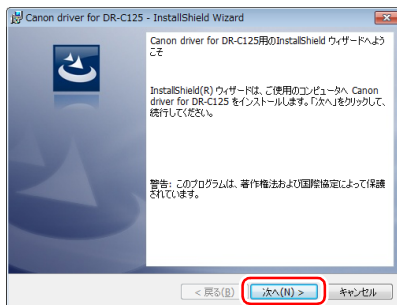 Canon driver for DR-C125 - InstallShield Wizard
Canon driver for DR-C125用のInstallShield ウィザードへよう
こそ
InstallShield(R) ウィザードは、ご使用のコンピュータへ Canon
driver for DR-C125 をインストールします。「次へ」をクリックして、
続行してください。
警告: このプログラムは、著作権法および国際協定によって保護
されています。
< 戻る(B)
次へ(N) >
キャンセル